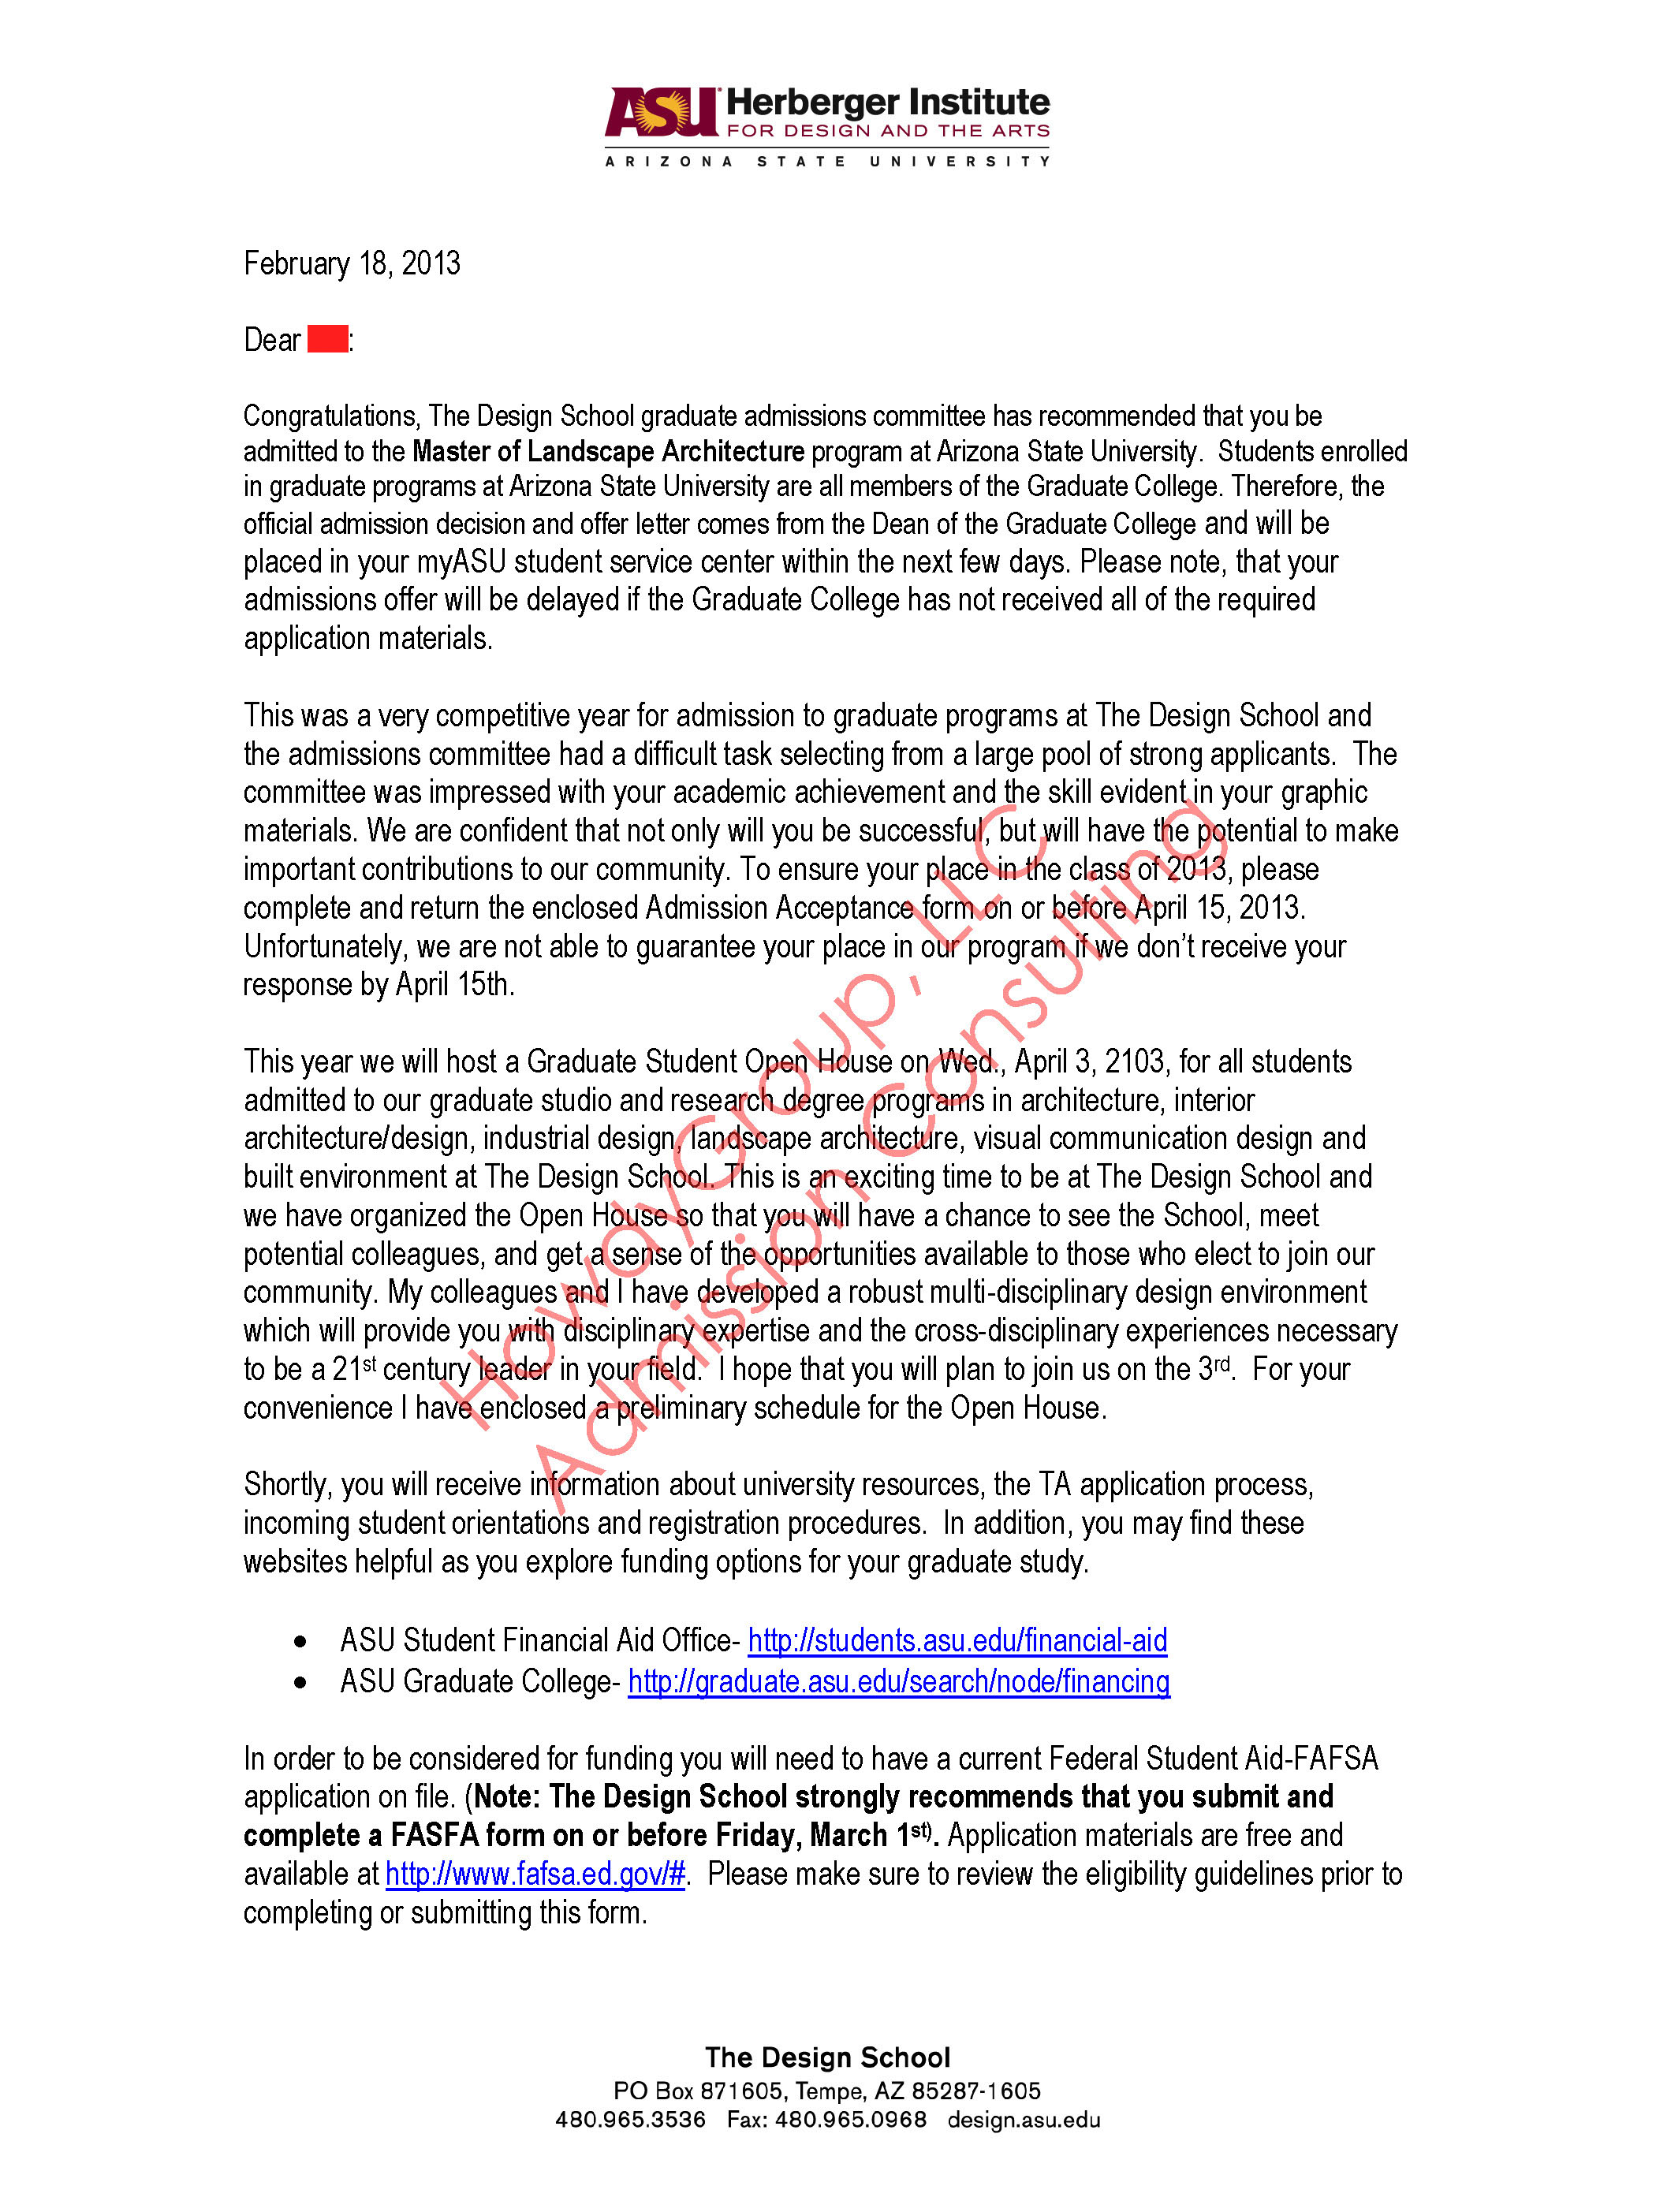 ASU Herberger Institute
FOR DESIGN AND THE ARTS
ARIZONA STATE UNIVERSITY
February 18, 2013
Dear :
Congratulations, The Design School graduate admissions committee has recommended that you be
admitted to the Master of Landscape Architecture program at Arizona State University.  Students enrolled
in graduate programs at Arizona State University are all members of the Graduate College. Therefore, the
official admission decision and offer letter comes from the Dean of the Graduate College and will be
placed in your myASU student service center within the next few days. Please note, that your
admissions offer will be delayed if the Graduate College has not received all of the required
application materials.
This was a very competitive year for admission to graduate programs at The Design School and
the admissions committee had a difficult task selecting from a large pool of strong applicants.  The
committee was impressed with your academic achievement and the skill evident in your graphic
materials. We are confident that not only will you be successful, but will have the potential to make
important contributions to our community. To ensure your place in the class of 2013, please
complete and return the enclosed Admission Acceptance form on or before April 15, 2013.
Unfortunately, we are not able to guarantee your place in our program if we don’t receive your
response by April 15th.
This year we will host a Graduate Student Open House on Wed., April 3, 2103, for all students
admitted to our graduate studio and research degree programs in architecture, interior
architecture/design, industrial design, landscape architecture, visual communication design and
built environment at The Design School. This is an exciting time to be at The Design School and
we have organized the Open House so that you will have a chance to see the School, meet
potential colleagues, and get a sense of the opportunities available to those who elect to join our
community. My colleagues and I have developed a robust multi-disciplinary design environment
which will provide you with disciplinary expertise and the cross-disciplinary experiences necessary
to be a 21st century leader in your field.  I hope that you will plan to join us on the 3rd.  For your
convenience I have enclosed a preliminary schedule for the Open House.
Shortly, you will receive information about university resources, the TA application process,
incoming student orientations and registration procedures.  In addition, you may find these
websites helpful as you explore funding options for your graduate study.
• ASU Student Financial Aid Office- http://students.asu.edu/financial-aid
• ASU Graduate College- http://graduate.asu.edu/search/node/financing
In order to be considered for funding you will need to have a current Federal Student Aid-FAFSA
application on file. (Note: The Design School strongly recommends that you submit and
complete a FASFA form on or before Friday, March 1st). Application materials are free and
available at http://www.fafsa.ed.gov/#.  Please make sure to review the eligibility guidelines prior to
completing or submitting this form.
HowdyGroup, LLC
Admission Consulting
The Design School
PO Box 871605, Tempe, AZ 85287-1605
480.965.3536 Fax: 480.965.0968 design.asu.edu